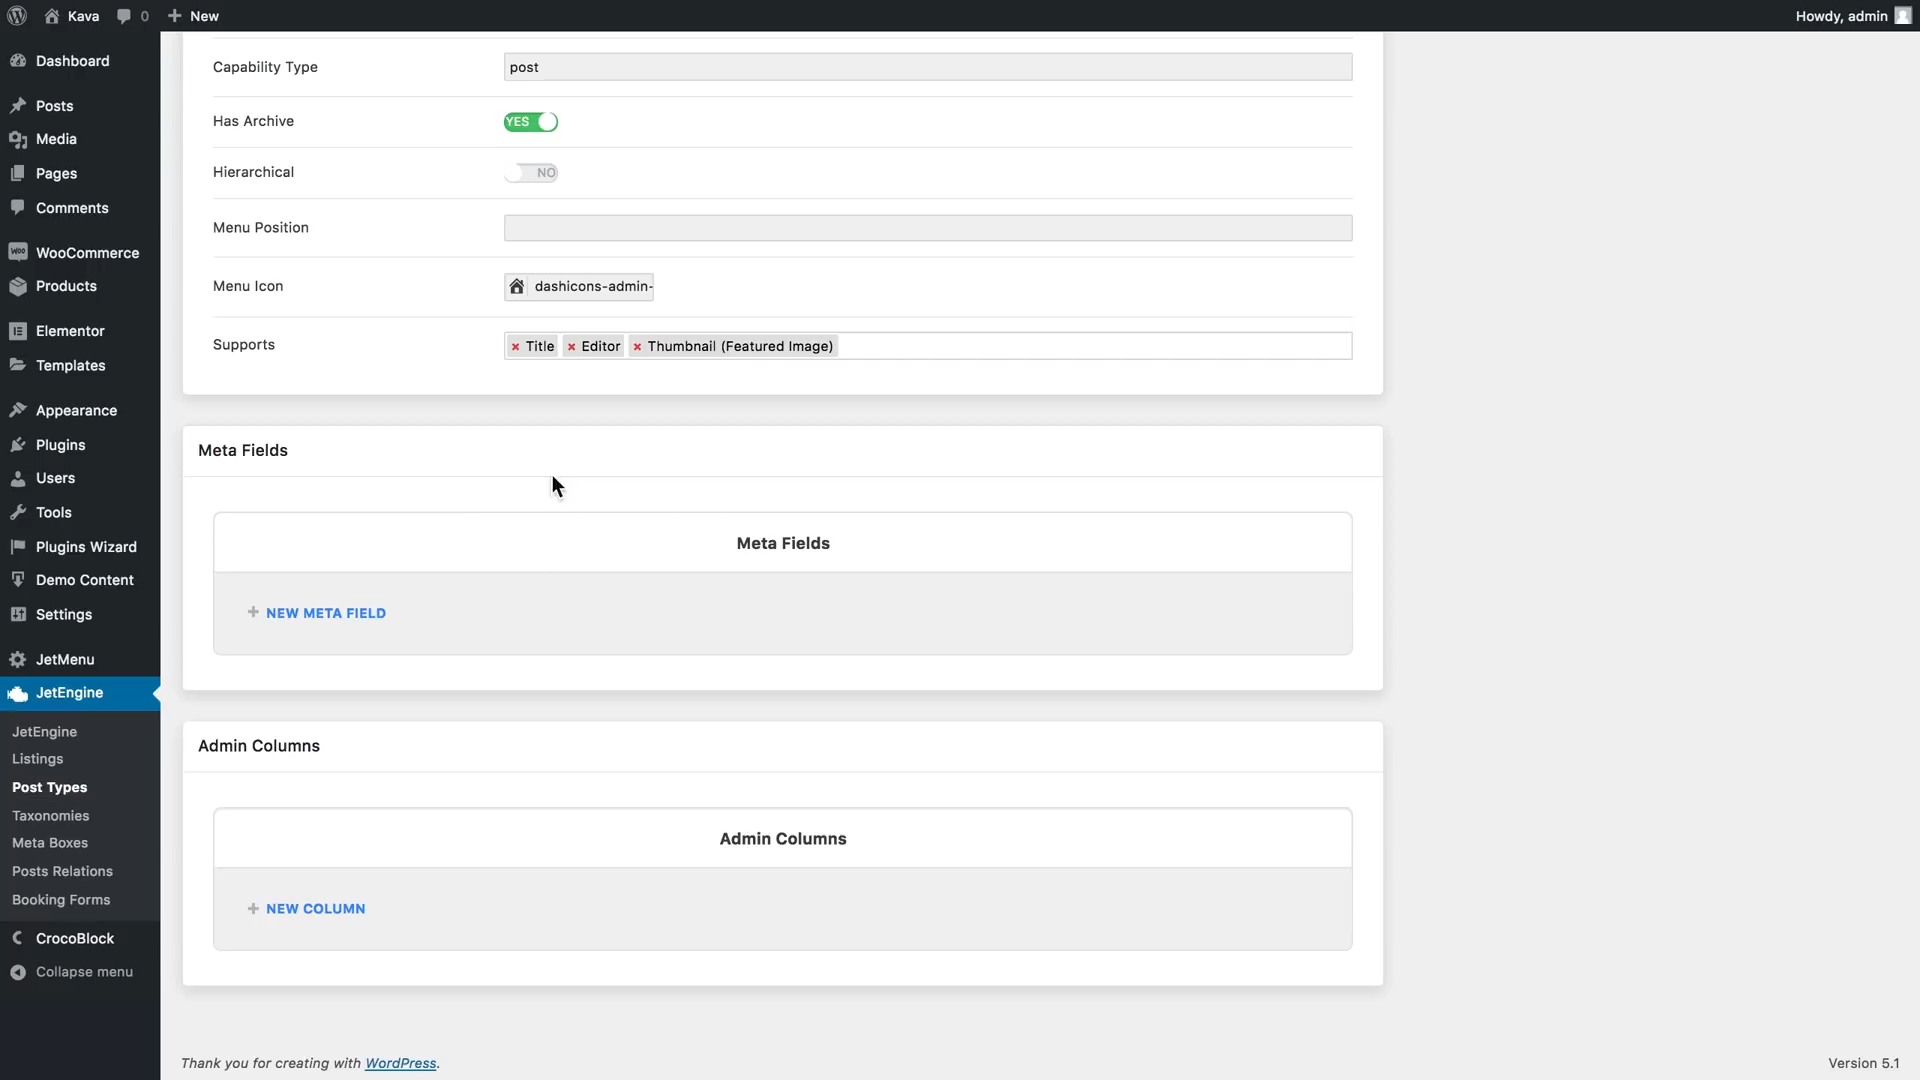 Kava
0
New
Howdy, admin
Dashboard
Posts
Media
Pages
Comments
WooCommerce
Products
Elementor
Templates
Appearance
Plugins
Users
Tools
Plugins Wizard
Demo Content
Settings
JetMenu
JetEngine
JetEngine
Listings
Post Types
Taxonomies
Meta Boxes
Posts Relations
Booking Forms
CrocoBlock
Collapse menu
Capability Type
post
Has Archive
YES
Hierarchical
NO
Menu Position
Menu Icon
dashicons-admin-
Supports
× Title × Editor × Thumbnail (Featured Image)
Meta Fields
Meta Fields
+ NEW META FIELD
Admin Columns
Admin Columns
+ NEW COLUMN
Thank you for creating with WordPress.
Version 5.1